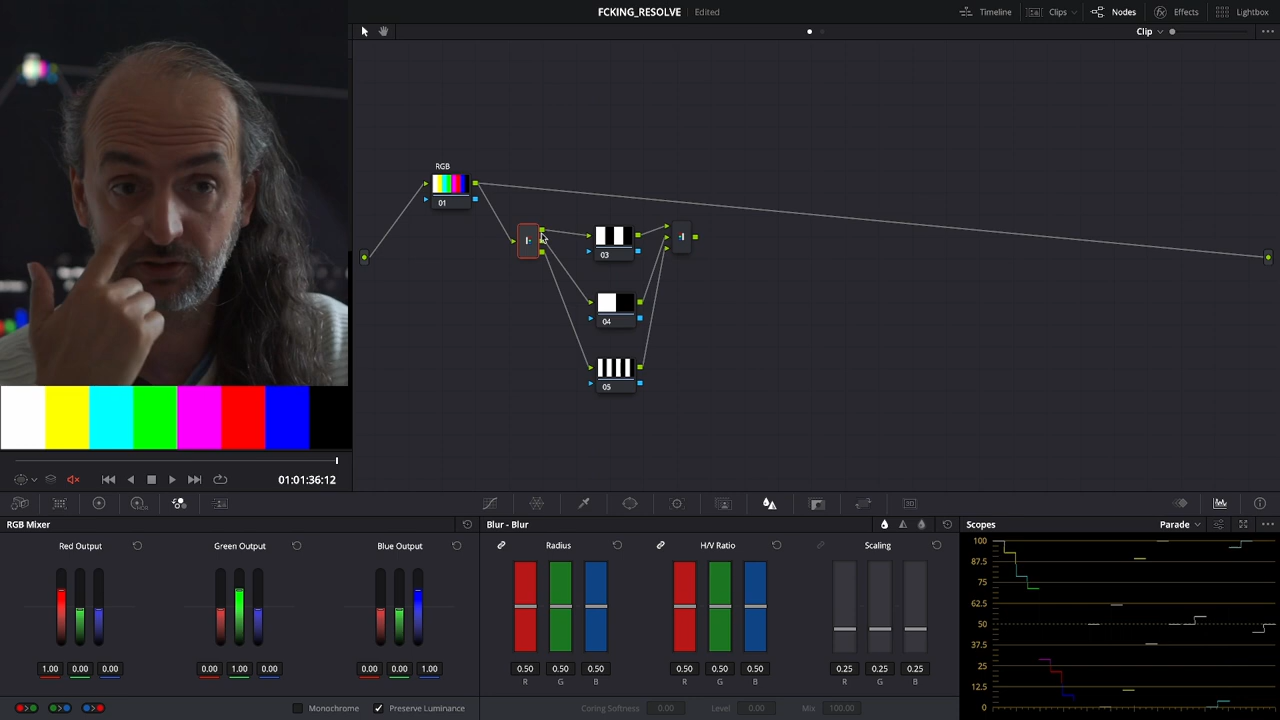 FCKING_RESOLVE Edited
Timeline Clips Nodes Effects Lightbox
Clip
RGB
01
03
04
05
01:01:36:12
RGB Mixer
Red Output Green Output Blue Output
1.00 0.00 0.00 0.00 1.00 0.00 0.00 0.00 1.00
Monochrome Preserve Luminance
Blur - Blur
Radius H/V Ratio Scaling
0.50 0.50 0.50 0.50 0.50 0.50 0.25 0.25 0.25
R G B R G B R G B
Coring Softness 0.00 Level 0.00 Mix 100.00
Scopes Parade
100
87.5
75
62.5
50
37.5
25
12.5
0